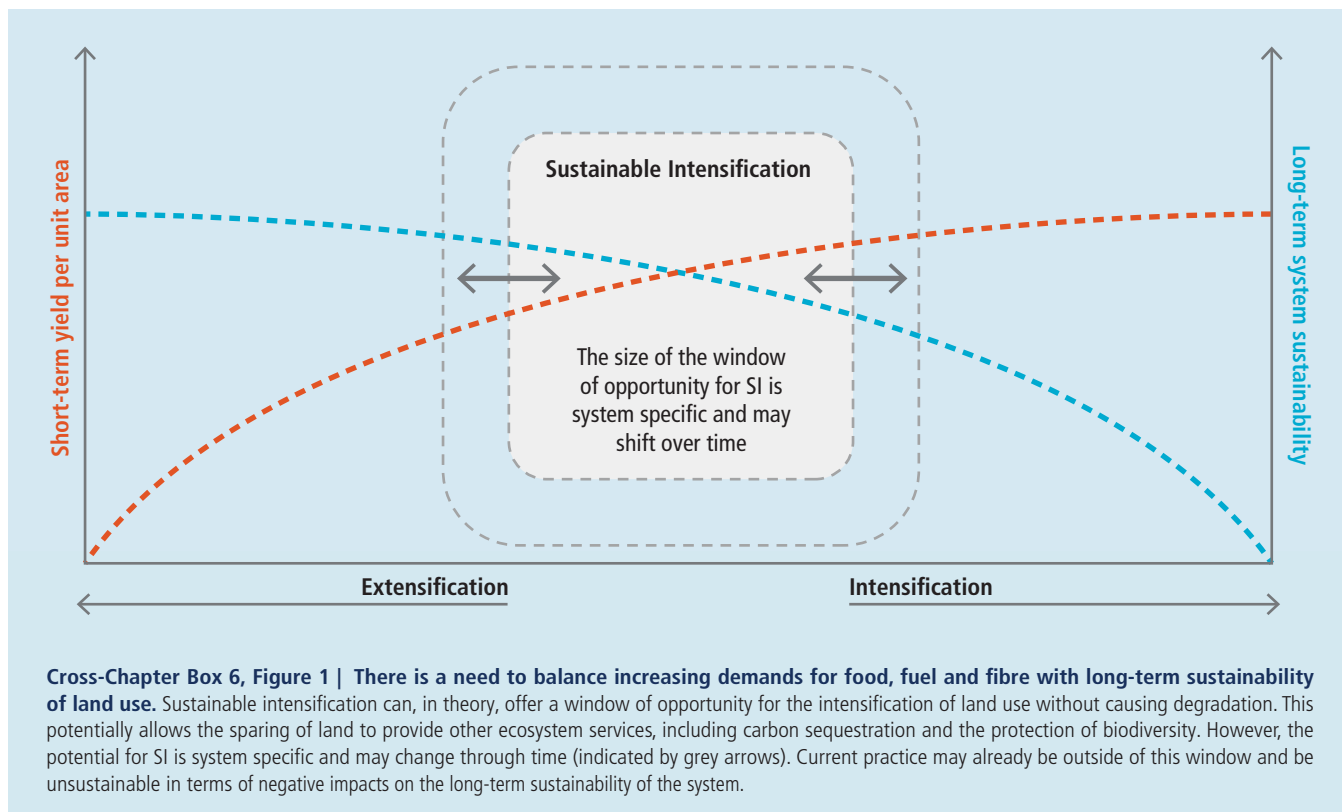 Short-term yield per unit area
Sustainable Intensification
The size of the window
of opportunity for SI is
system specific and may
shift over time
Long-term system sustainability
Extensification
Intensification
Cross-Chapter Box 6, Figure 1 | There is a need to balance increasing demands for food, fuel and fibre with long-term sustainability
of land use. Sustainable intensification can, in theory, offer a window of opportunity for the intensification of land use without causing degradation. This
potentially allows the sparing of land to provide other ecosystem services, including carbon sequestration and the protection of biodiversity. However, the
potential for SI is system specific and may change through time (indicated by grey arrows). Current practice may already be outside of this window and be
unsustainable in terms of negative impacts on the long-term sustainability of the system.